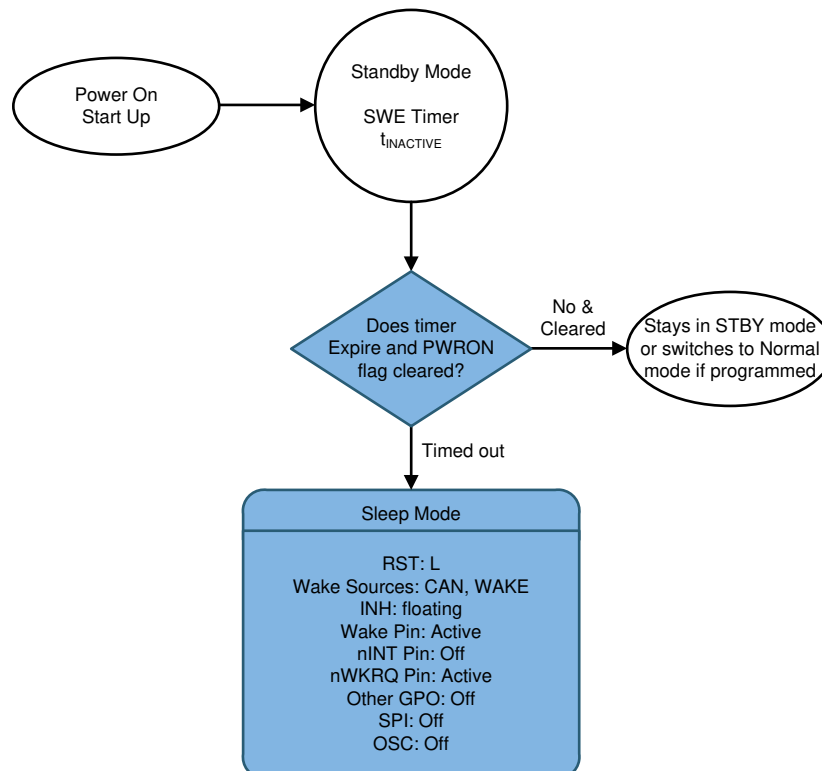 Power On
Start Up
Standby Mode
SWE Timer
tINACTIVE
Does timer
Expire and PWRON
flag cleared?
No &
Cleared
Stays in STBY mode
or switches to Normal
mode if programmed
Timed out
Sleep Mode
RST: L
Wake Sources: CAN, WAKE
INH: floating
Wake Pin: Active
nINT Pin: Off
nWKRQ Pin: Active
Other GPO: Off
SPI: Off
OSC: Off